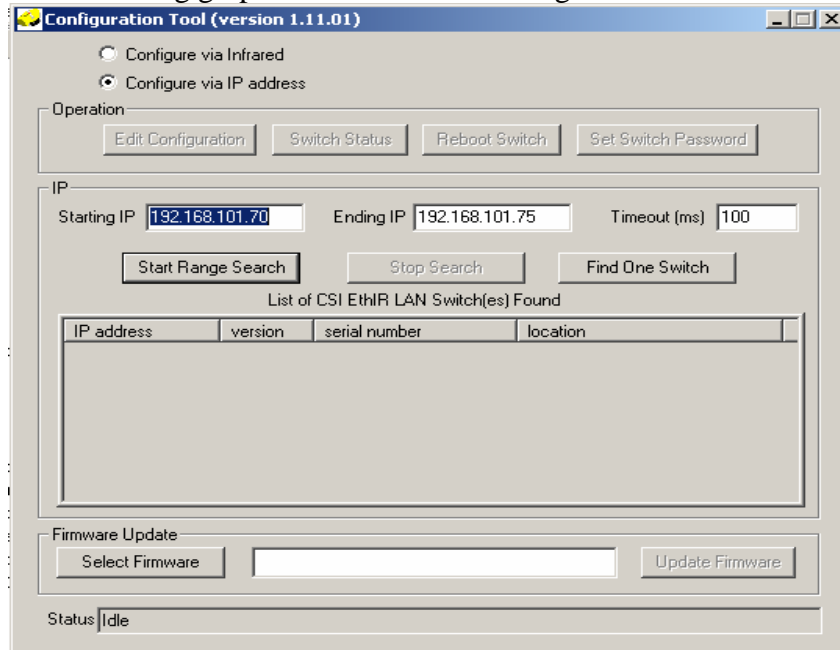 Configuration Tool (version 1.11.01)
Configure via Infrared
Configure via IP address
Operation
Edit Configuration Switch Status Reboot Switch Set Switch Password
IP
Starting IP 192.168.101.70 Ending IP 192.168.101.75 Timeout (ms) 100
Start Range Search Stop Search Find One Switch
List of CSI EthIR LAN Switch(es) Found
IP address version serial number location
Firmware Update
Select Firmware Update Firmware
Status Idle